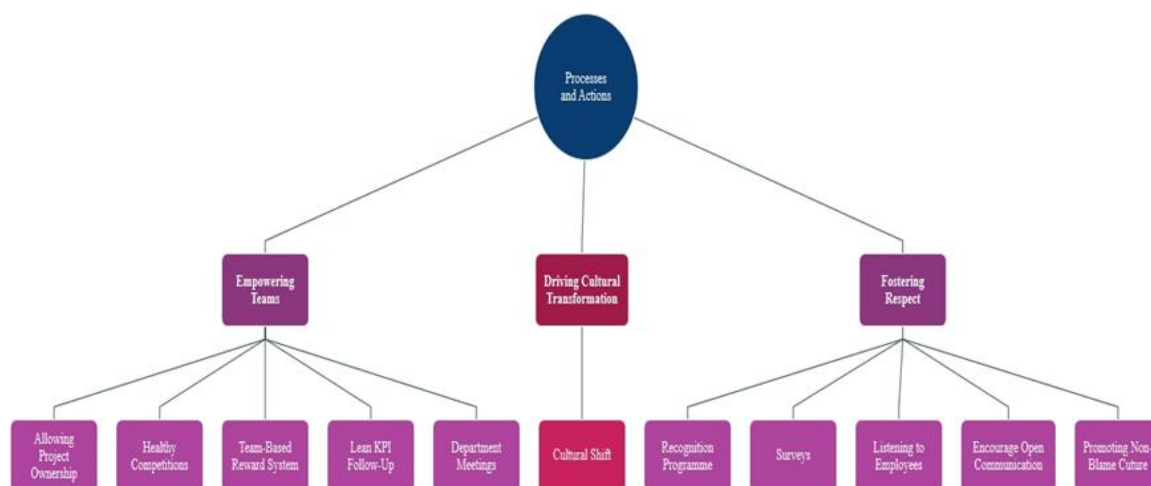 Processes
and Actions
Empowering
Teams
Driving Cultural
Transformation
Fostering
Respect
Allowing
Project
Ownership
Healthy
Competitions
Team-Based
Reward System
Lean KPI
Follow-Up
Department
Meetings
Cultural Shift
Recognition
Programme
Surveys
Listening to
Employees
Encourage Open
Communication
Promoting Non-
Blame Cuture